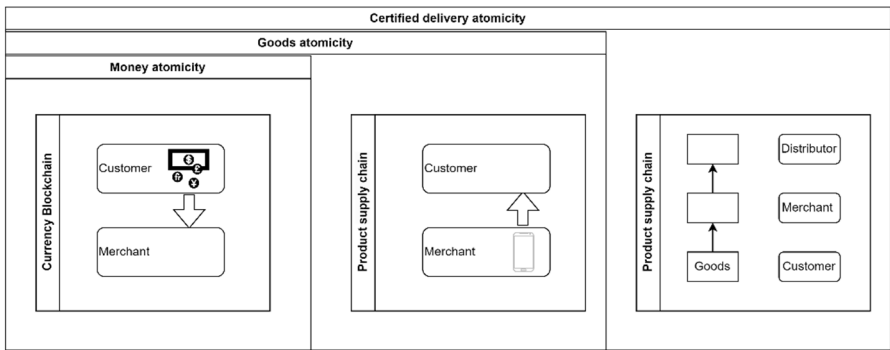 Certified delivery atomicity
Goods atomicity
Money atomicity
Currency Blockchain
Customer
Merchant
Product supply chain
Customer
Merchant
Product supply chain
Distributor
Merchant
Goods
Customer